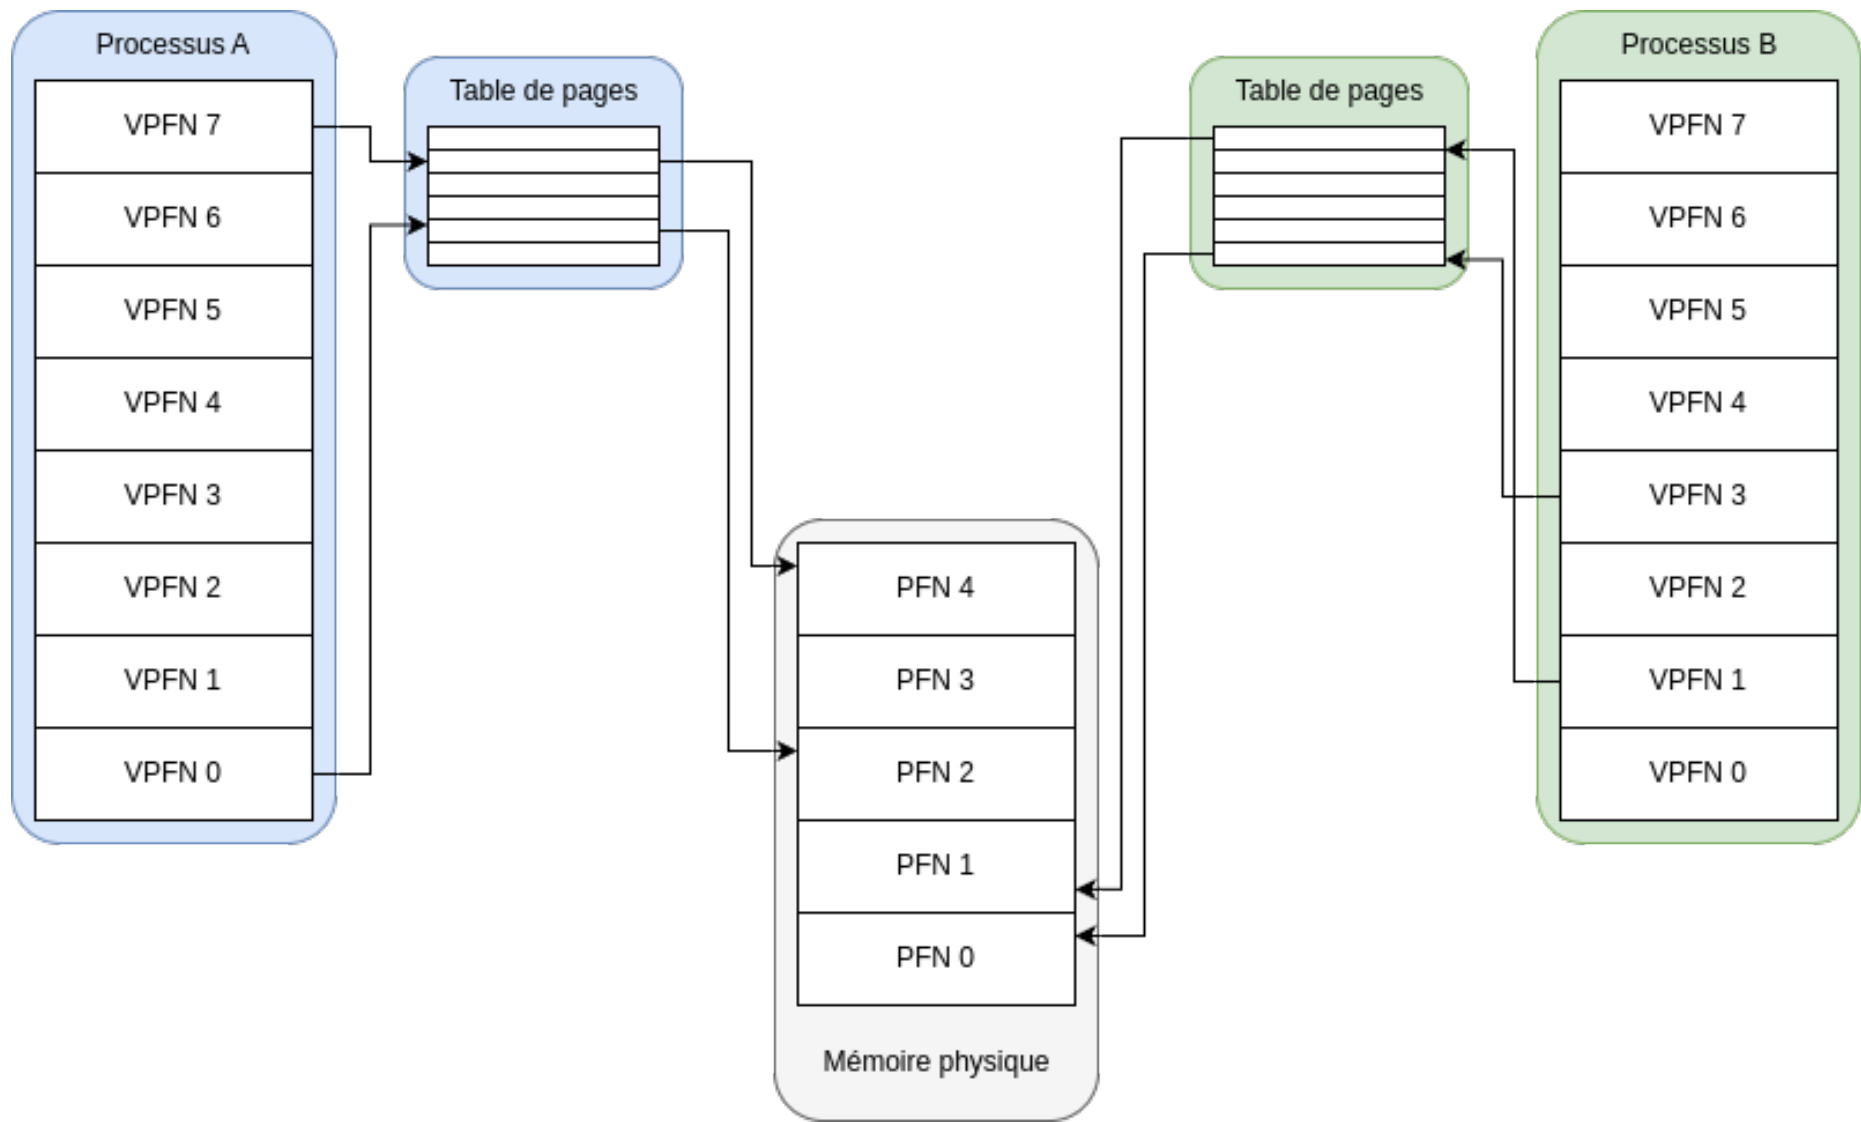 Processus A
VPFN 7
VPFN 6
VPFN 5
VPFN 4
VPFN 3
VPFN 2
VPFN 1
VPFN 0
Table de pages
PFN 4
PFN 3
PFN 2
PFN 1
PFN 0
Mémoire physique
Table de pages
Processus B
VPFN 7
VPFN 6
VPFN 5
VPFN 4
VPFN 3
VPFN 2
VPFN 1
VPFN 0